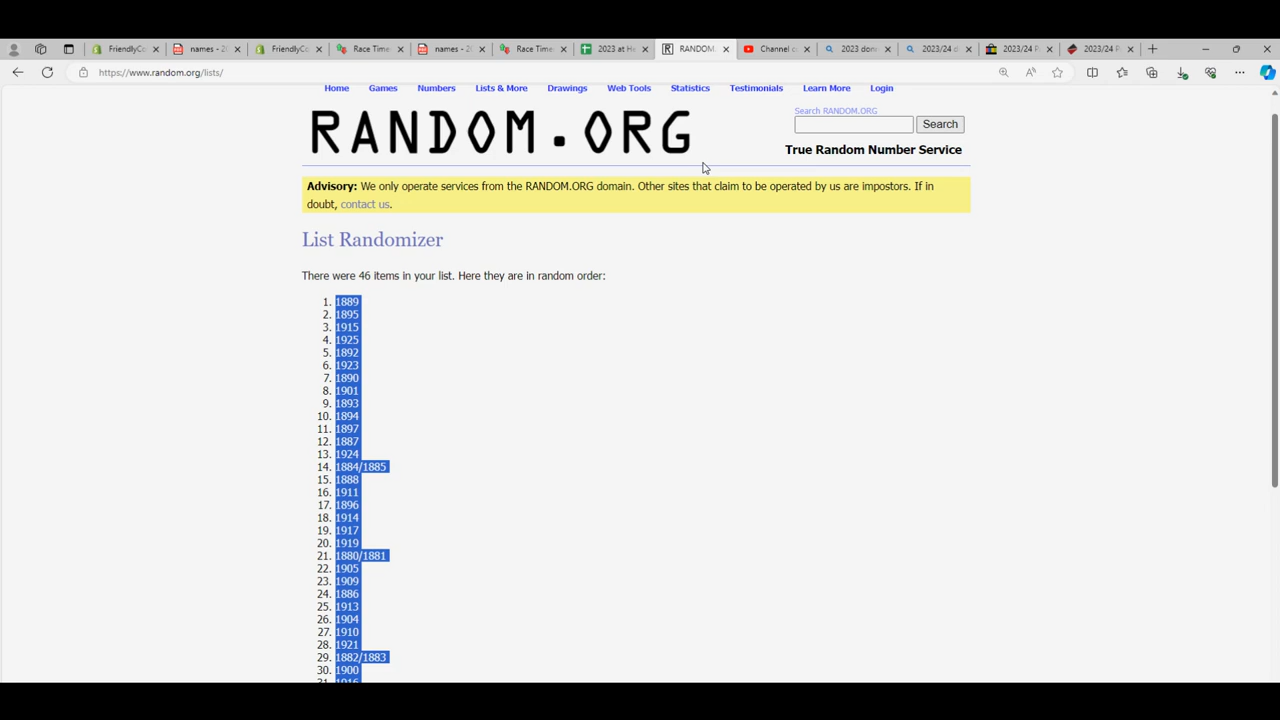 FriendlyCo
names - 20
FriendlyCo
Race Time
names - 20
Race Time
2023 at He
RANDOM.
Channel co
2023 don
2023/24 d
2023/24 P
2023/24 P
https://www.random.org/lists/
Home Games Numbers Lists & More Drawings Web Tools Statistics Testimonials Learn More Login
RANDOM.ORG
Search RANDOM.ORG
Search
True Random Number Service
Advisory: We only operate services from the RANDOM.ORG domain. Other sites that claim to be operated by us are impostors. If in
doubt, contact us.
List Randomizer
There were 46 items in your list. Here they are in random order:
1. 1889
2. 1895
3. 1915
4. 1925
5. 1892
6. 1923
7. 1890
8. 1901
9. 1893
10. 1894
11. 1897
12. 1887
13. 1924
14. 1884/1885
15. 1888
16. 1911
17. 1896
18. 1914
19. 1917
20. 1919
21. 1880/1881
22. 1905
23. 1909
24. 1886
25. 1913
26. 1904
27. 1910
28. 1921
29. 1882/1883
30. 1900
31. 1916